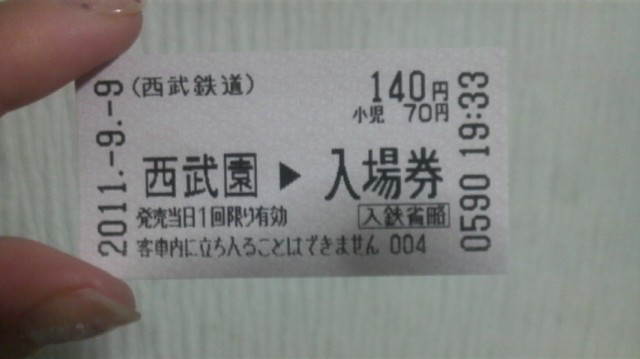 (西武鉄道) 140円
小児 70円
西武園 ▶ 入場券
発売当日1回限り有効 入鉄省略
客車内に立ち入ることはできません 004
2011.-9.-9
0590 19:33